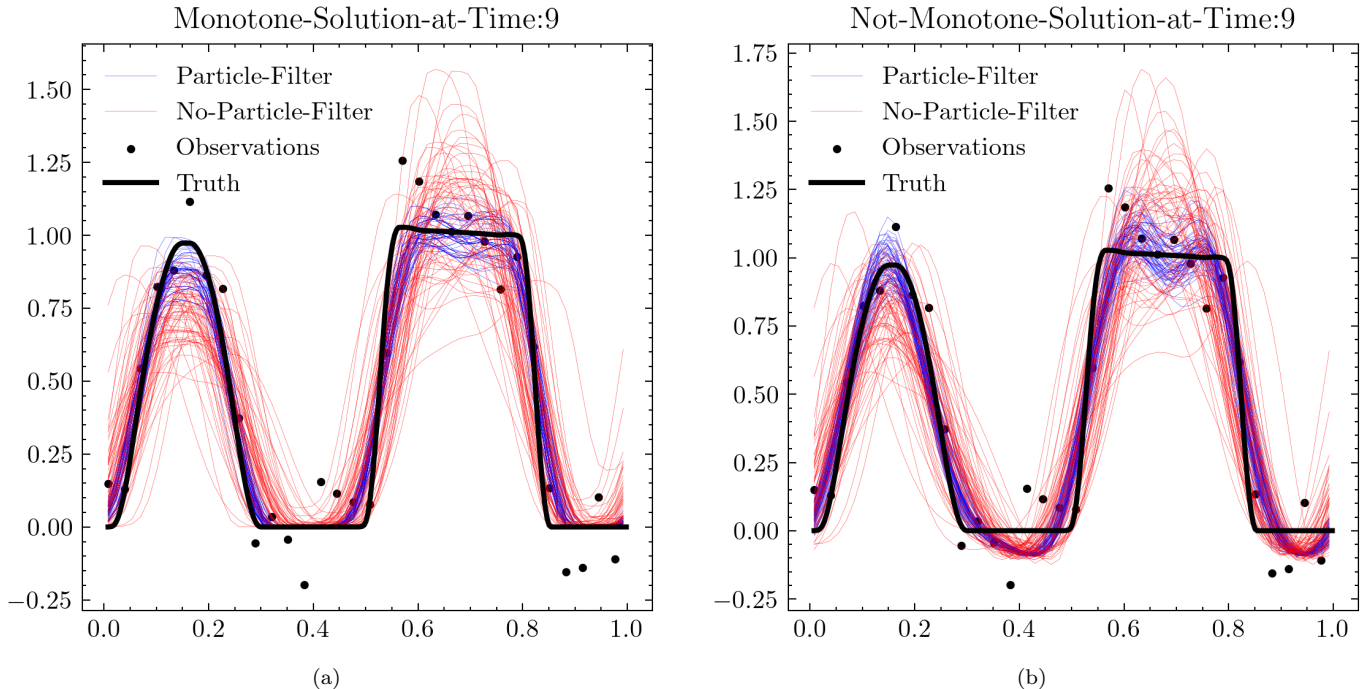 Monotone-Solution-at-Time:9
1.50
1.25
1.00
0.75
0.50
0.25
0.00
−0.25
0.0 0.2 0.4 0.6 0.8 1.0
Particle-Filter
No-Particle-Filter
Observations
Truth
(a)
Not-Monotone-Solution-at-Time:9
1.75
1.50
1.25
1.00
0.75
0.50
0.25
0.00
−0.25
0.0 0.2 0.4 0.6 0.8 1.0
Particle-Filter
No-Particle-Filter
Observations
Truth
(b)